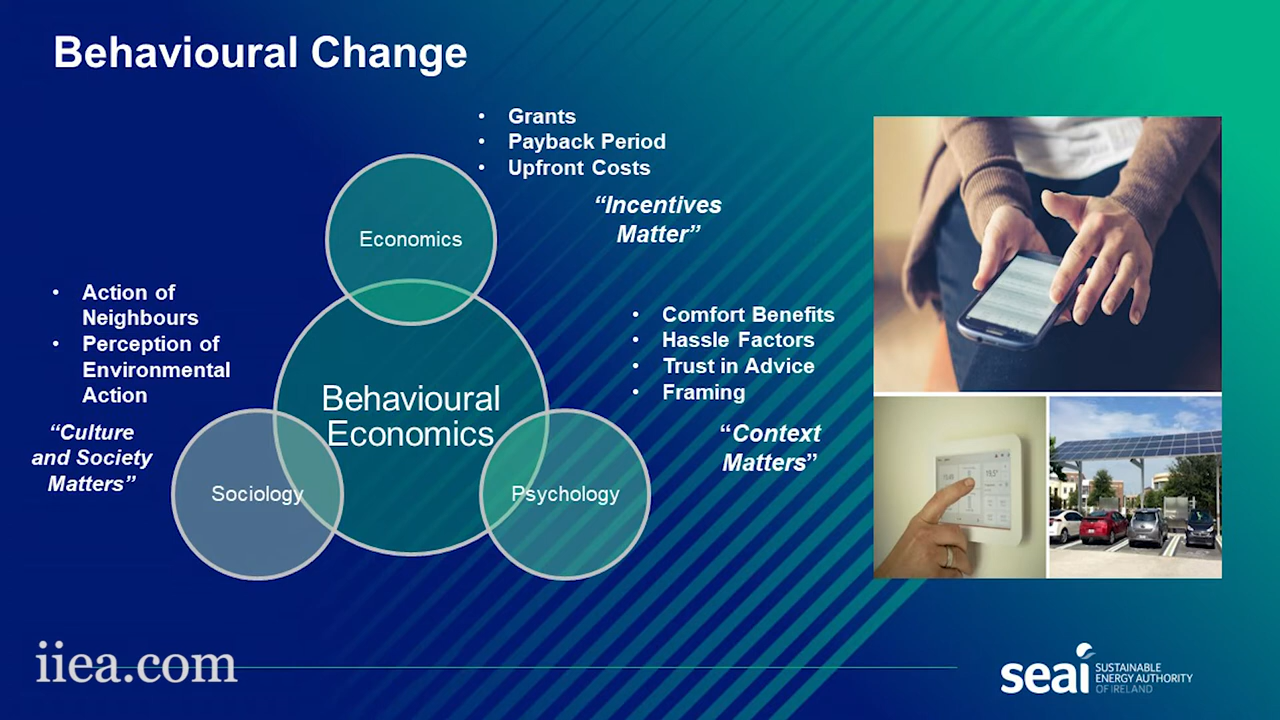 Behavioural Change
• Grants
• Payback Period
• Upfront Costs
“Incentives
Matter”
Economics
• Action of
Neighbours
• Perception of
Environmental
Action
“Culture
and Society
Matters”
Behavioural
Economics
• Comfort Benefits
• Hassle Factors
• Trust in Advice
• Framing
“Context
Matters”
Sociology
Psychology
iiea.com
seai
SUSTAINABLE
ENERGY AUTHORITY
OF IRELAND